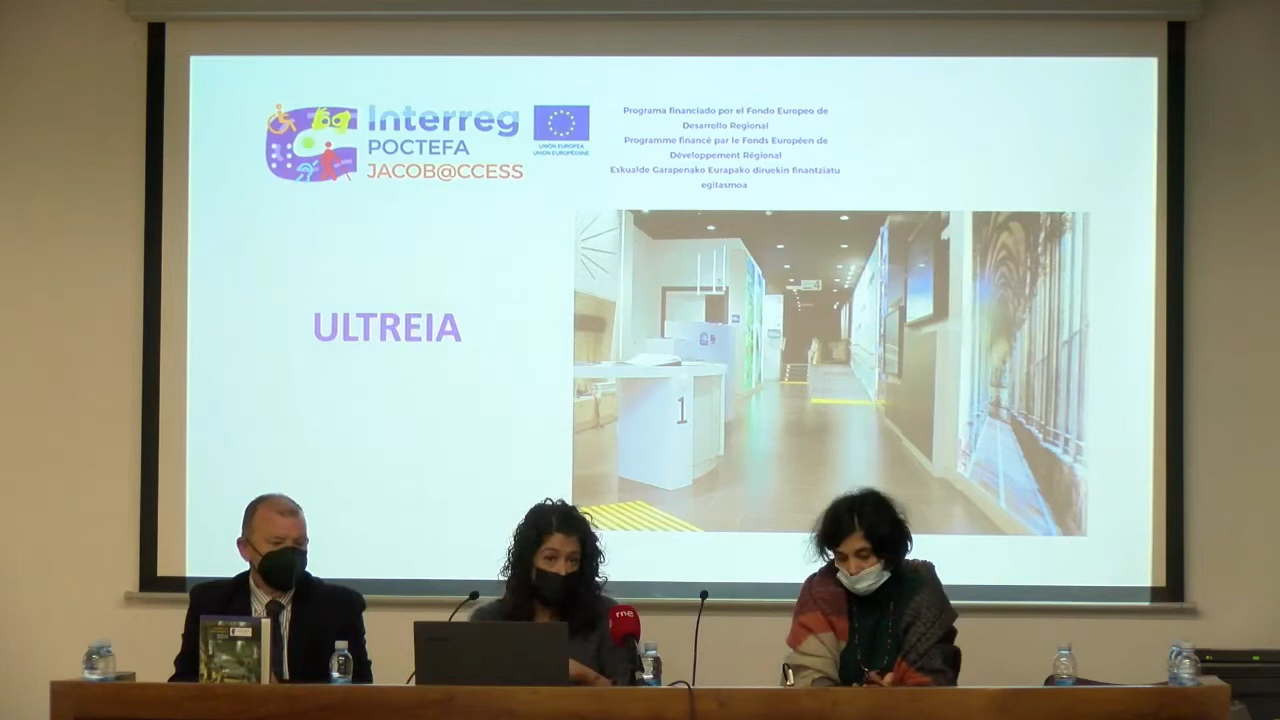 Interreg
POCTEFA
JACOB@CCESS
UNIÓN EUROPEA
UNION EUROPÉENNE
Programa financiado por el Fondo Europeo de
Desarrollo Regional
Programme financé par le Fonds Européen de
Développement Régional
Eskualde Garapenako Eurapako diruekin finantziatu
egitasmoa
ULTREIA
1
rne